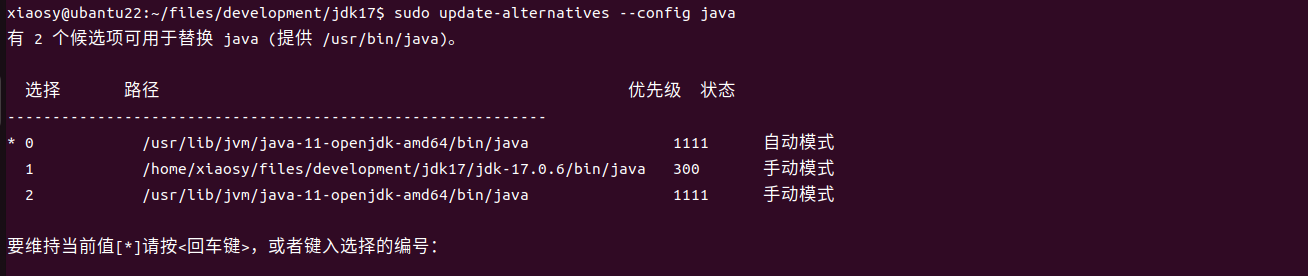 xiaosy@ubantu22:~/files/development/jdk17$ sudo update-alternatives --config java
有 2 个候选项可用于替换 java (提供 /usr/bin/java)。
选择 路径 优先级 状态
------------------------------------------------------------
* 0 /usr/lib/jvm/java-11-openjdk-amd64/bin/java 1111 自动模式
1 /home/xiaosy/files/development/jdk17/jdk-17.0.6/bin/java 300 手动模式
2 /usr/lib/jvm/java-11-openjdk-amd64/bin/java 1111 手动模式
要维持当前值[*]请按<回车键>，或者键入选择的编号：